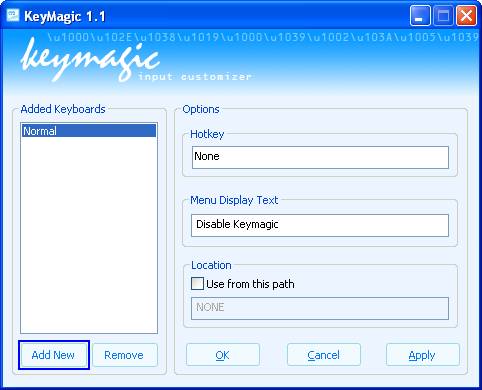 KeyMagic 1.1
\u1000\u102E\u1038\u1019\u1000\u1039\u1002\u103A\u1005\u1039
keymagic
input customizer
Added Keyboards
Normal
Add New
Remove
Options
Hotkey
None
Menu Display Text
Disable Keymagic
Location
Use from this path
NONE
OK
Cancel
Apply